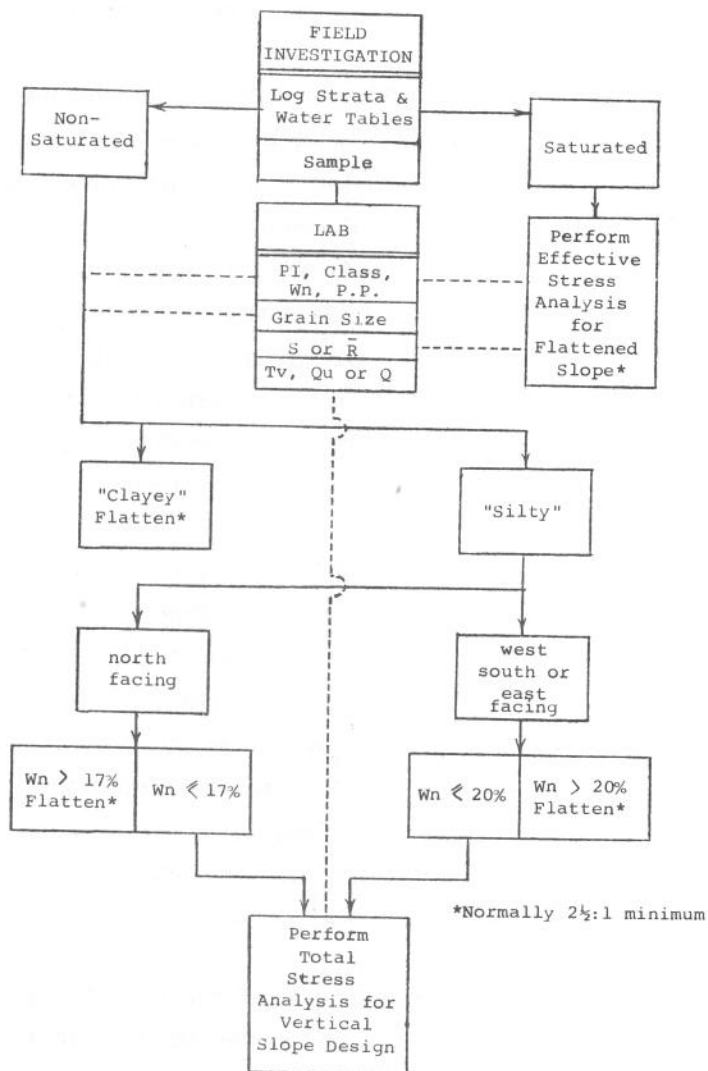 FIELD
INVESTIGATION
Log Strata &
Water Tables
Sample
Non-
Saturated
Saturated
LAB
PI, Class,
Wn, P.P.
Grain Size
S or R̄
Tv, Qu or Q
Perform
Effective
Stress
Analysis
for
Flattened
Slope*
"Clayey"
Flatten*
"Silty"
north
facing
west
south or
east
facing
Wn > 17%
Flatten*
Wn ≤ 17%
Wn ≤ 20%
Wn > 20%
Flatten*
*Normally 2½:1 minimum
Perform
Total
Stress
Analysis for
Vertical
Slope Design